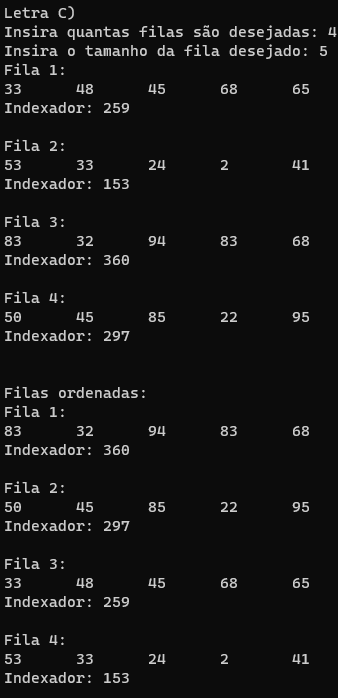 Letra C)
Insira quantas filas são desejadas: 4
Insira o tamanho da fila desejado: 5
Fila 1:
33 48 45 68 65
Indexador: 259
Fila 2:
53 33 24 2 41
Indexador: 153
Fila 3:
83 32 94 83 68
Indexador: 360
Fila 4:
50 45 85 22 95
Indexador: 297
Filas ordenadas:
Fila 1:
83 32 94 83 68
Indexador: 360
Fila 2:
50 45 85 22 95
Indexador: 297
Fila 3:
33 48 45 68 65
Indexador: 259
Fila 4:
53 33 24 2 41
Indexador: 153